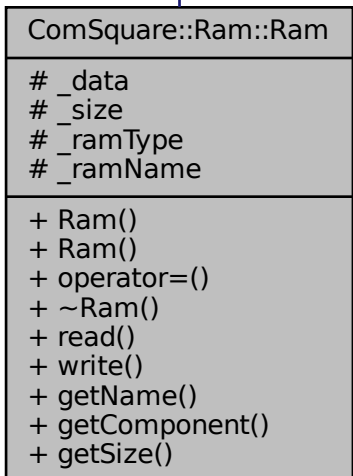 ComSquare::Ram::Ram
# _data
# _size
# _ramType
# _ramName
+ Ram()
+ Ram()
+ operator=()
+ ~Ram()
+ read()
+ write()
+ getName()
+ getComponent()
+ getSize()